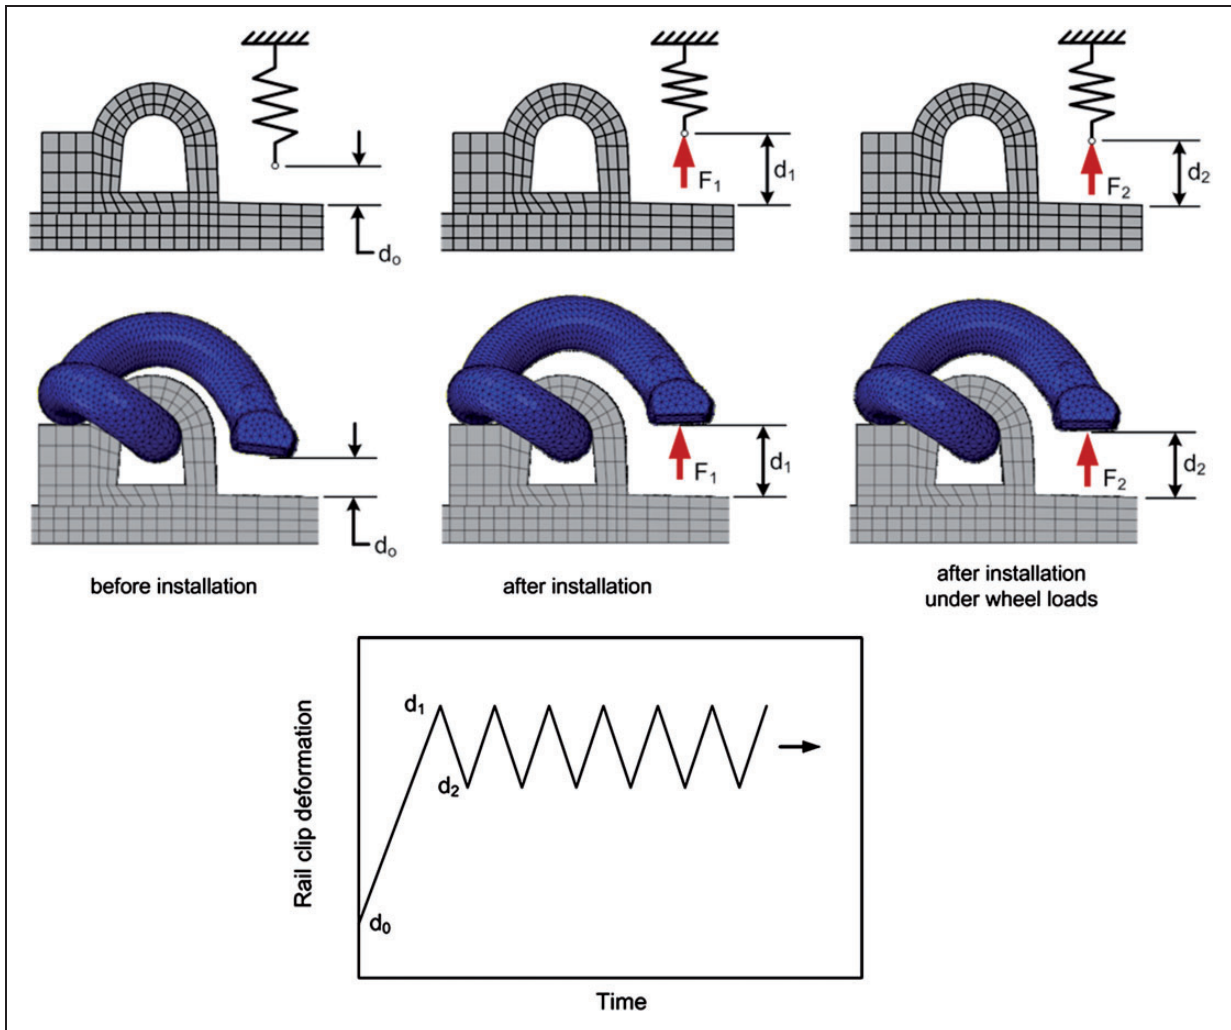 d₀
F₁
d₁
F₂
d₂
d₀
F₁
d₁
F₂
d₂
before installation
after installation
after installation
under wheel loads
Rail clip deformation
d₁
d₂
d₀
Time